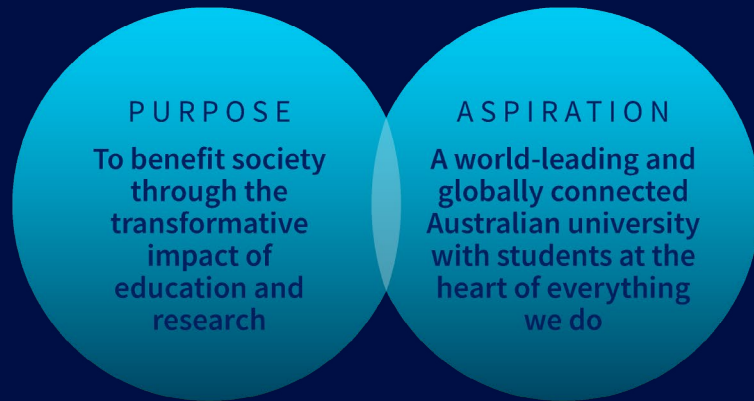 PURPOSE
To benefit society
through the
transformative
impact of
education and
research
ASPIRATION
A world-leading and
globally connected
Australian university
with students at the
heart of everything
we do